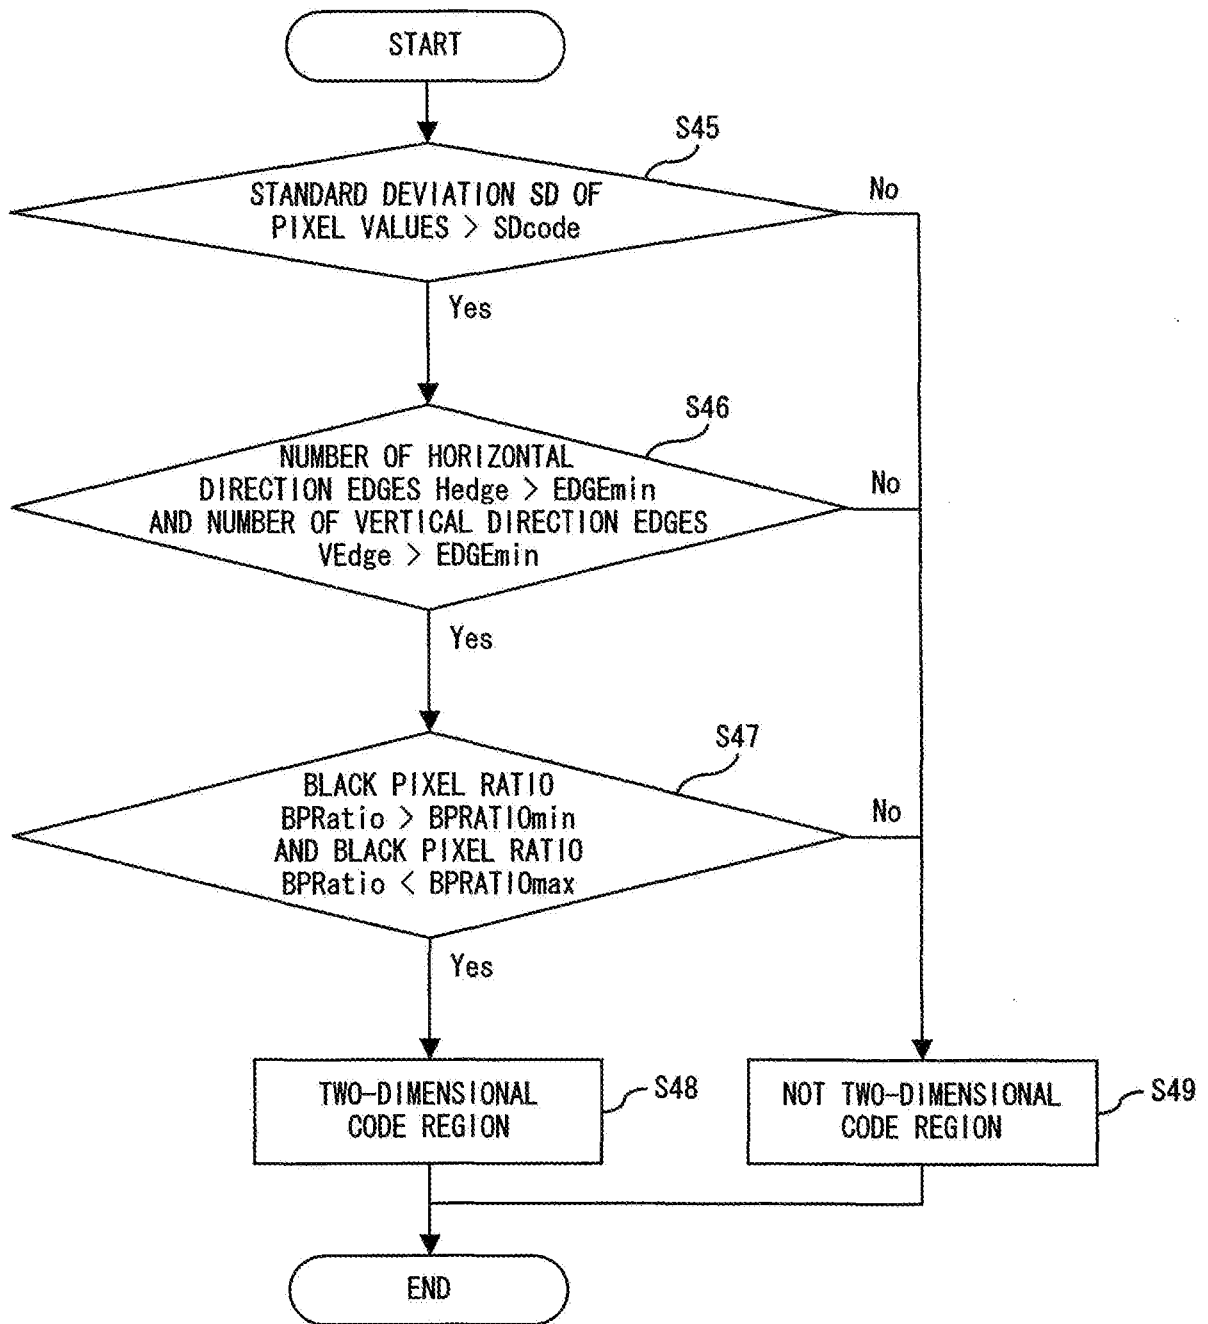 START
S45
STANDARD DEVIATION SD OF
PIXEL VALUES > SDcode
No
Yes
S46
NUMBER OF HORIZONTAL
DIRECTION EDGES Hedge > EDGEmin
AND NUMBER OF VERTICAL DIRECTION EDGES
VEdge > EDGEmin
No
Yes
S47
BLACK PIXEL RATIO
BPRatio > BPRATIOmin
AND BLACK PIXEL RATIO
BPRatio < BPRATIOmax
No
Yes
TWO-DIMENSIONAL
CODE REGION
S48
NOT TWO-DIMENSIONAL
CODE REGION
S49
END